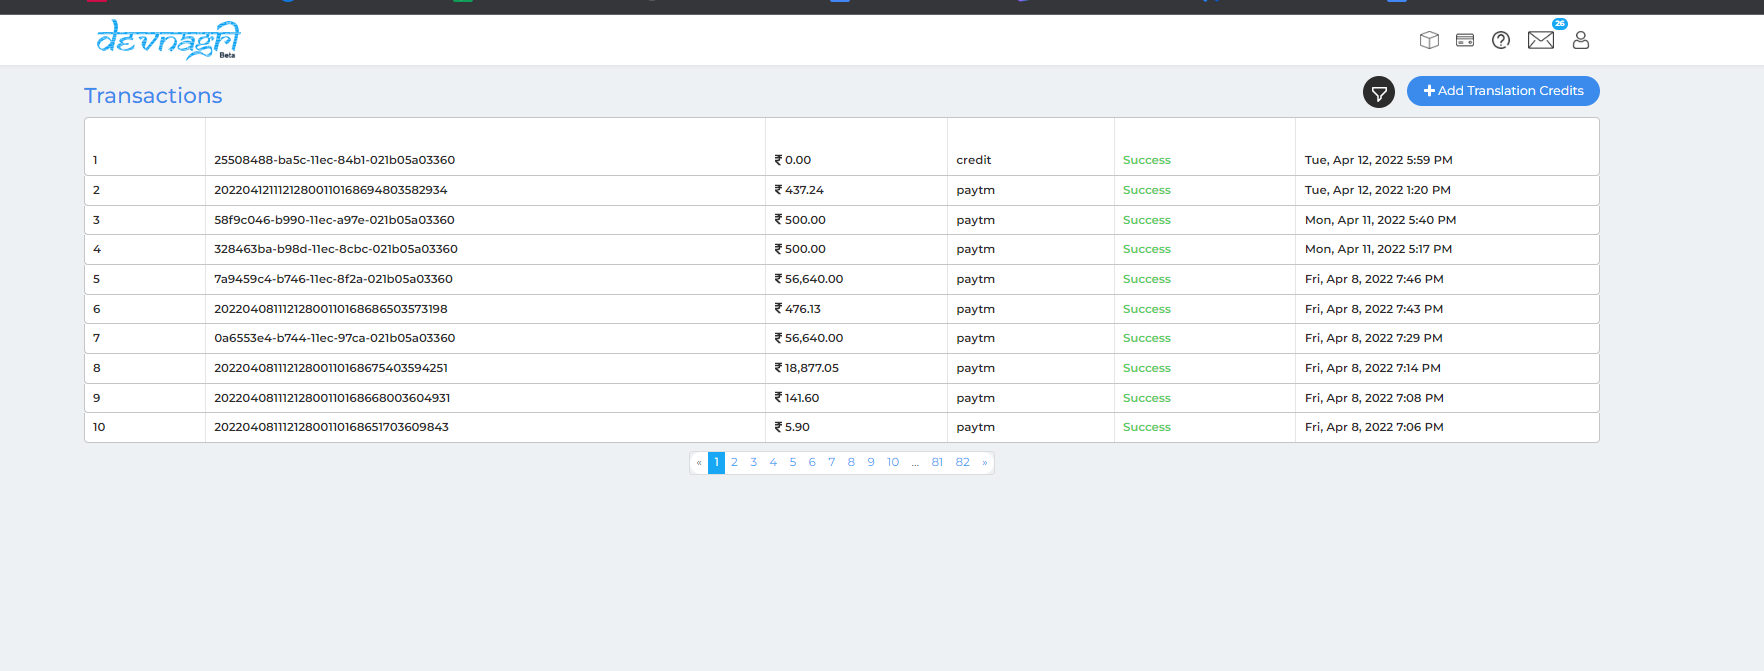 देvnagri
Beta
26
Transactions
+ Add Translation Credits
1 25508488-ba5c-11ec-84b1-021b05a03360 ₹ 0.00 credit Success Tue, Apr 12, 2022 5:59 PM
2 20220412111212800110168694803582934 ₹ 437.24 paytm Success Tue, Apr 12, 2022 1:20 PM
3 58f9c046-b990-11ec-a97e-021b05a03360 ₹ 500.00 paytm Success Mon, Apr 11, 2022 5:40 PM
4 328463ba-b98d-11ec-8cbc-021b05a03360 ₹ 500.00 paytm Success Mon, Apr 11, 2022 5:17 PM
5 7a9459c4-b746-11ec-8f2a-021b05a03360 ₹ 56,640.00 paytm Success Fri, Apr 8, 2022 7:46 PM
6 20220408111212800110168686503573198 ₹ 476.13 paytm Success Fri, Apr 8, 2022 7:43 PM
7 0a6553e4-b744-11ec-97ca-021b05a03360 ₹ 56,640.00 paytm Success Fri, Apr 8, 2022 7:29 PM
8 20220408111212800110168675403594251 ₹ 18,877.05 paytm Success Fri, Apr 8, 2022 7:14 PM
9 20220408111212800110168668003604931 ₹ 141.60 paytm Success Fri, Apr 8, 2022 7:08 PM
10 20220408111212800110168651703609843 ₹ 5.90 paytm Success Fri, Apr 8, 2022 7:06 PM
« 1 2 3 4 5 6 7 8 9 10 ... 81 82 »